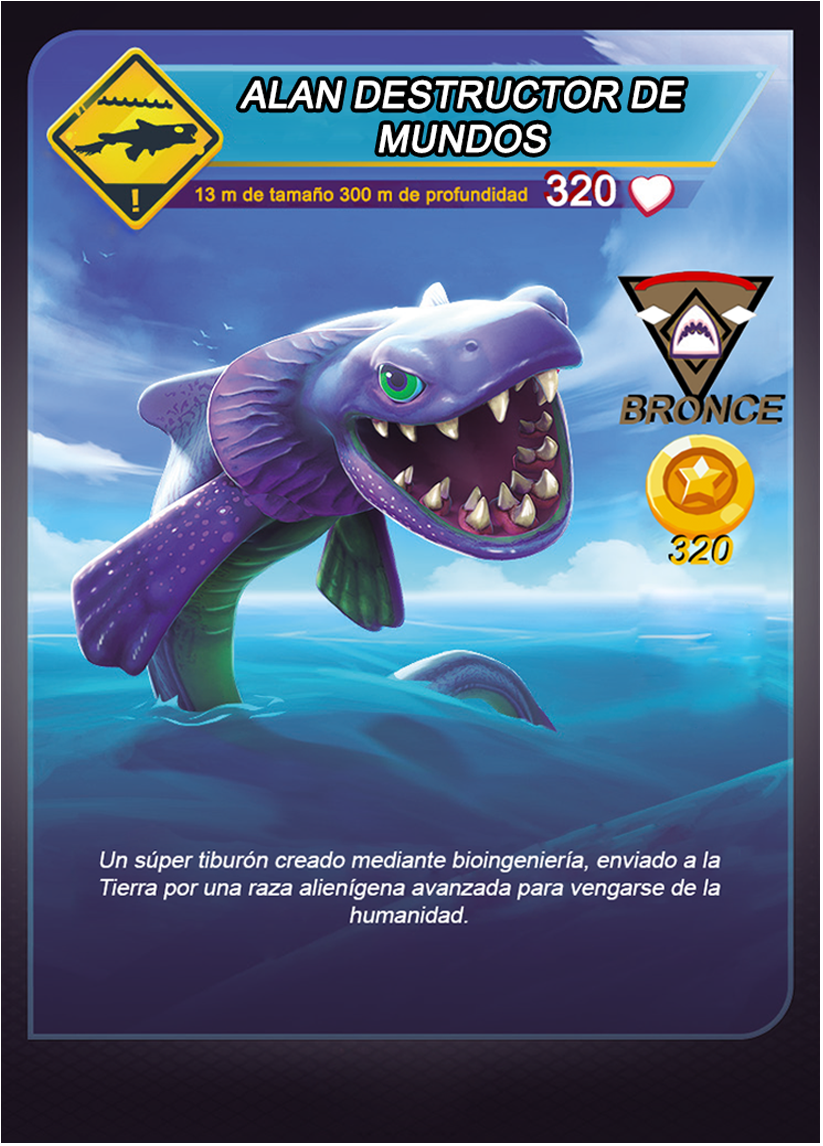 ALAN DESTRUCTOR DE
MUNDOS
13 m de tamaño 300 m de profundidad 320
BRONCE
320
Un súper tiburón creado mediante bioingeniería, enviado a la
Tierra por una raza alienígena avanzada para vengarse de la
humanidad.